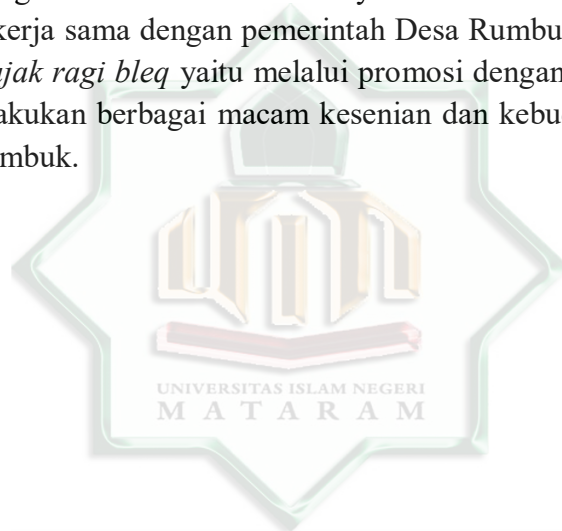 kerja sama dengan pemerintah Desa Rumbu
ajak ragi bleq yaitu melalui promosi dengan
akukan berbagai macam kesenian dan kebu
mbuk.
UNIVERSITAS ISLAM NEGERI
MATARAM